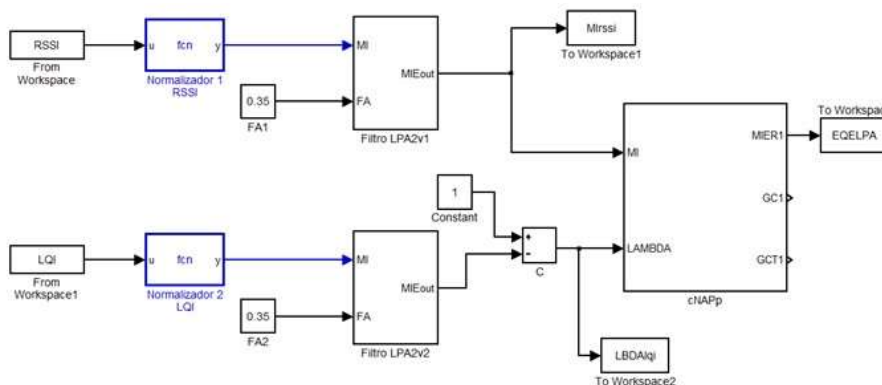 RSSI
From
Workspace
u
fcn
y
Normalizador 1
RSSI
0.35
FA1
MI
FA
MIEout
Filtro LPA2v1
MIrssi
To Workspace1
To Workspac
EQELPA
MI
LAMBDA
MIER1
GC1
GCT1
cNAPp
1
Constant
+
-
C
LQI
From
Workspace1
u
fcn
y
Normalizador 2
LQI
0.35
FA2
MI
FA
MIEout
Filtro LPA2v2
LBDAlqi
To Workspace2